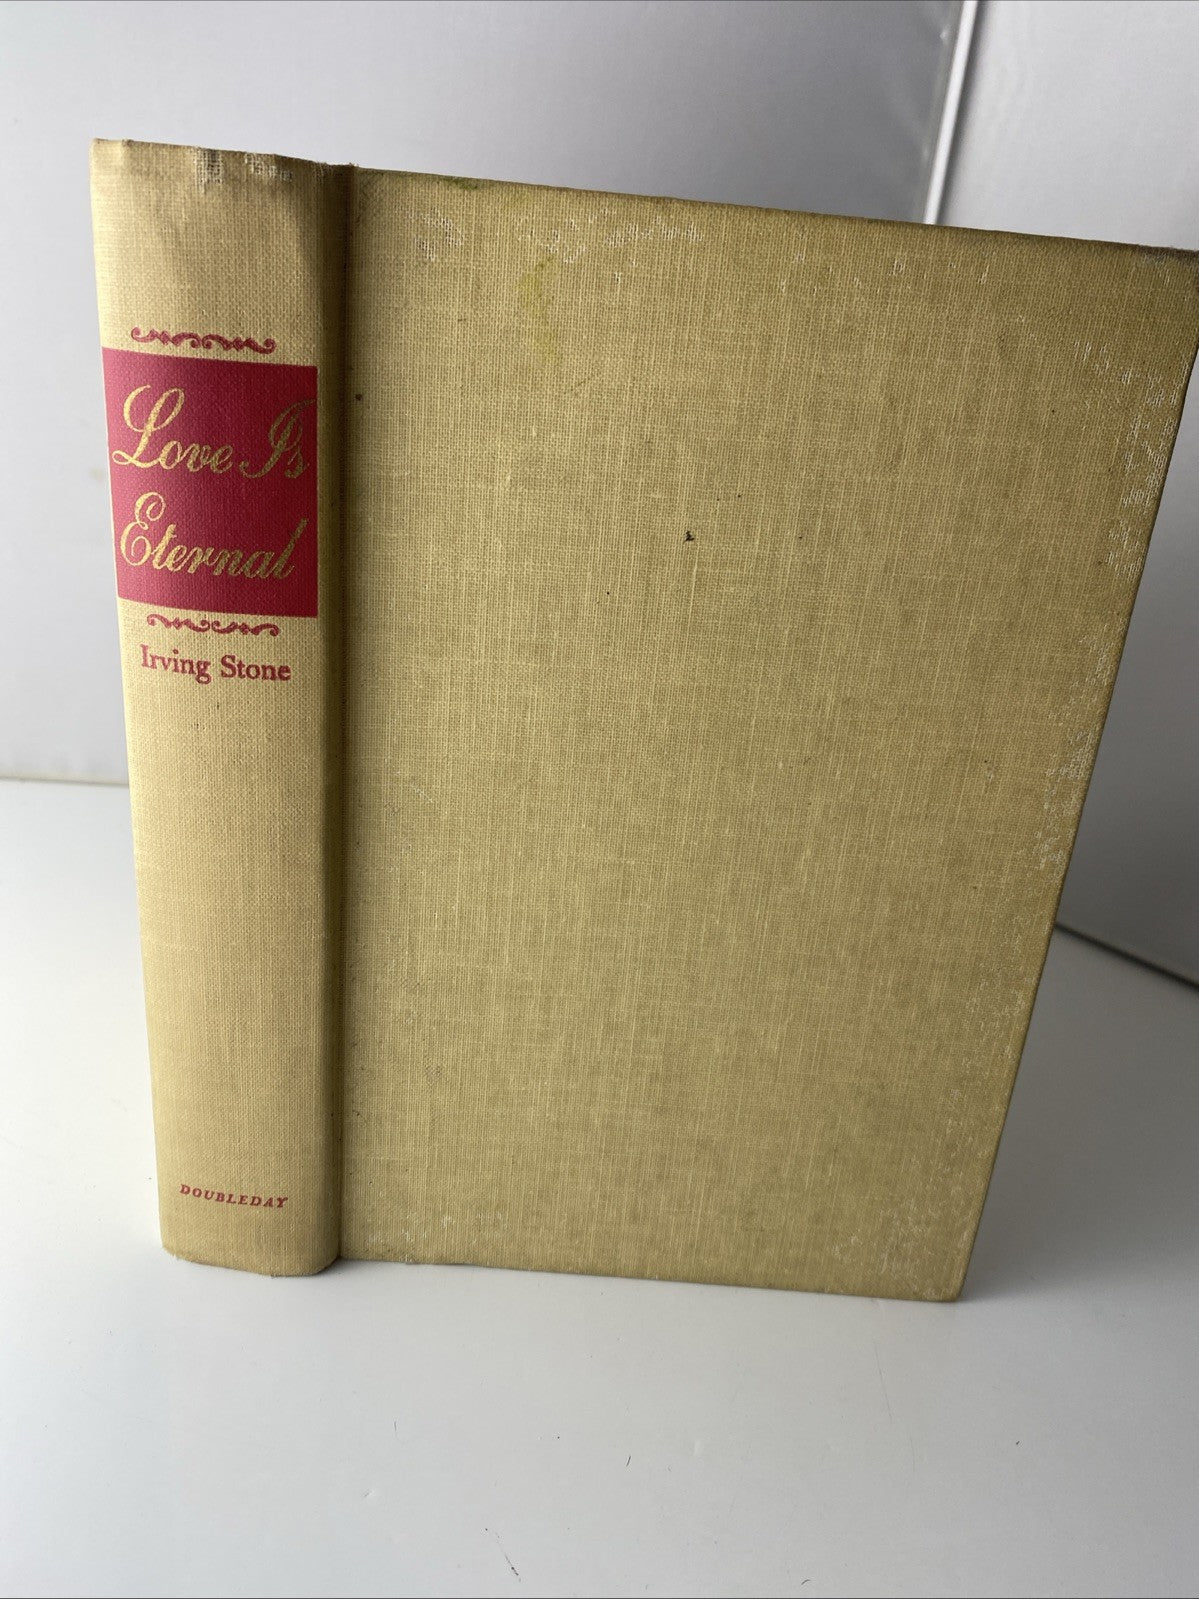 Love Is
Eternal
Irving Stone
DOUBLEDAY